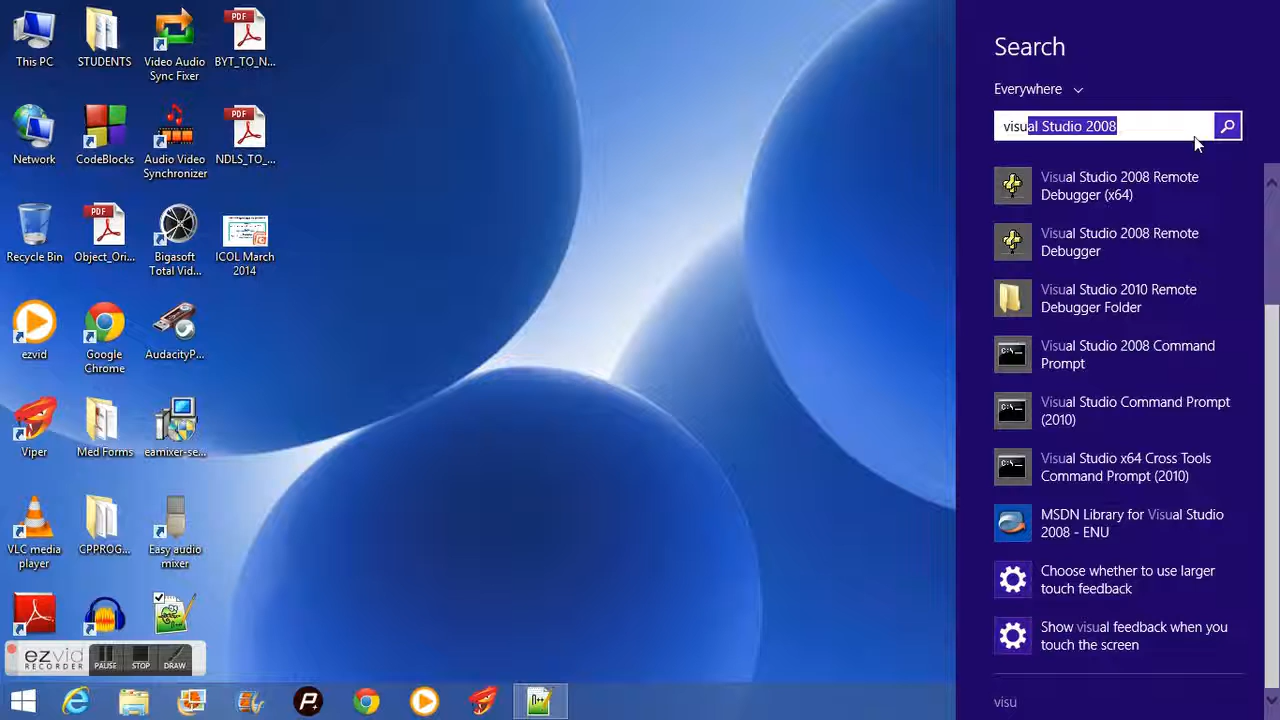 This PC
STUDENTS
Video Audio
Sync Fixer
PDF
BYT_TO_N...
Network
CodeBlocks
Audio Video
Synchronizer
PDF
NDLS_TO_...
Recycle Bin
PDF
Object_Ori...
Bigasoft
Total Vid...
ICOL March
2014
ezvid
Google
Chrome
AudacityP...
Viper
Med Forms
eamixer-se...
VLC media
player
CPPROG...
Easy audio
mixer
ezvid
RECORDER
PAUSE
STOP
DRAW
Search
Everywhere
visual Studio 2008
Visual Studio 2008 Remote
Debugger (x64)
Visual Studio 2008 Remote
Debugger
Visual Studio 2010 Remote
Debugger Folder
Visual Studio 2008 Command
Prompt
Visual Studio Command Prompt
(2010)
Visual Studio x64 Cross Tools
Command Prompt (2010)
MSDN Library for Visual Studio
2008 - ENU
Choose whether to use larger
touch feedback
Show visual feedback when you
touch the screen
visu